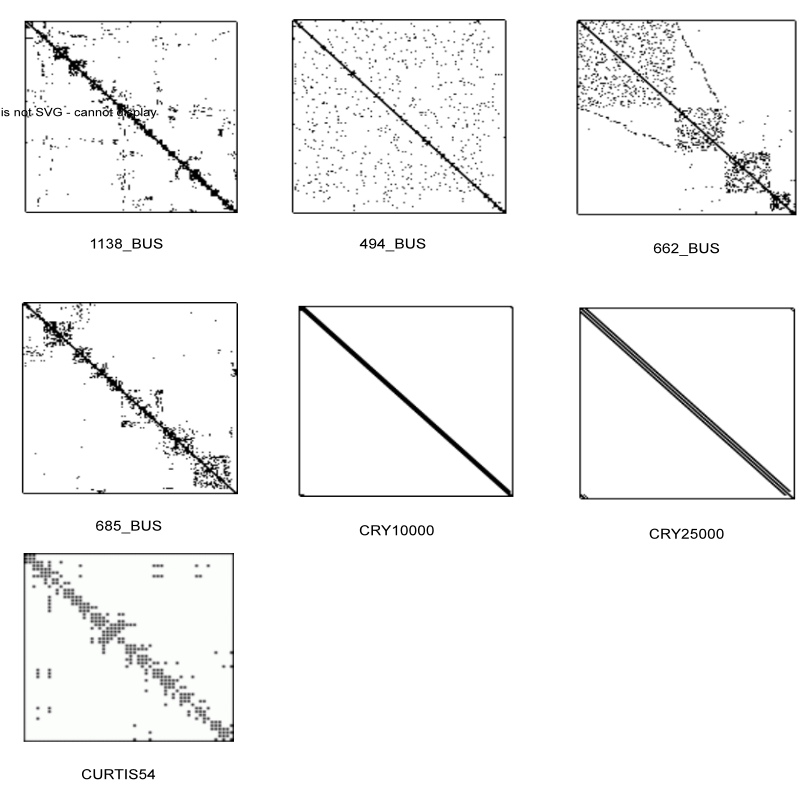 is not SVG - cannot display
1138_BUS
494_BUS
662_BUS
685_BUS
CRY10000
CRY25000
CURTIS54